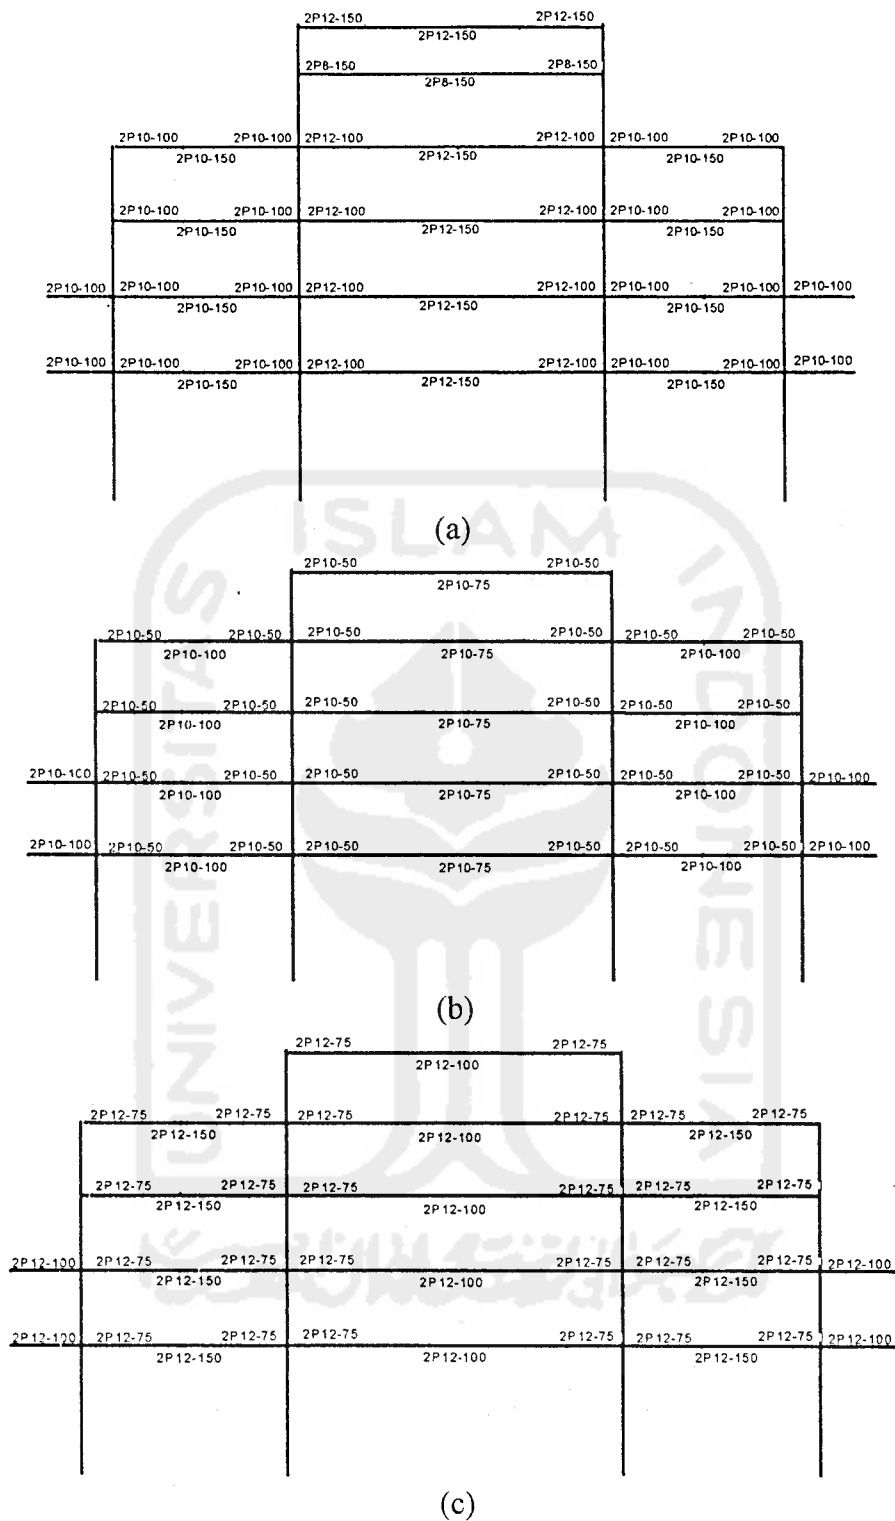 2P12-150 2P12-150
2P12-150
2P8-150 2P8-150
2P8-150
2P10-100 2P10-100 2P12-100 2P12-100 2P10-100 2P10-100
2P10-150 2P12-150 2P10-150
2P10-100 2P10-100 2P12-100 2P12-100 2P10-100 2P10-100
2P10-150 2P12-150 2P10-150
2P10-100 2P10-100 2P10-100 2P12-100 2P12-100 2P10-100 2P10-100 2P10-100
2P10-150 2P12-150 2P10-150
2P10-100 2P10-100 2P10-100 2P12-100 2P12-100 2P10-100 2P10-100 2P10-100
2P10-150 2P12-150 2P10-150
(a)
2P10-50 2P10-50
2P10-75
2P10-50 2P10-50 2P10-50 2P10-50 2P10-50 2P10-50
2P10-100 2P10-75 2P10-100
2P10-50 2P10-50 2P10-50 2P10-50 2P10-50 2P10-50
2P10-100 2P10-75 2P10-100
2P10-100 2P10-50 2P10-50 2P10-50 2P10-50 2P10-50 2P10-50 2P10-100
2P10-100 2P10-75 2P10-100
2P10-100 2P10-50 2P10-50 2P10-50 2P10-50 2P10-50 2P10-50 2P10-100
2P10-100 2P10-75 2P10-100
(b)
2P12-75 2P12-75
2P12-100
2P12-75 2P12-75 2P12-75 2P12-75 2P12-75 2P12-75
2P12-150 2P12-100 2P12-150
2P12-75 2P12-75 2P12-75 2P12-75 2P12-75 2P12-75
2P12-150 2P12-100 2P12-150
2P12-100 2P12-75 2P12-75 2P12-75 2P12-75 2P12-75 2P12-75 2P12-100
2P12-150 2P12-100 2P12-150
2P12-100 2P12-75 2P12-75 2P12-75 2P12-75 2P12-75 2P12-75 2P12-100
2P12-150 2P12-100 2P12-150
(c)
UNIVERSITAS ISLAM INDONESIA